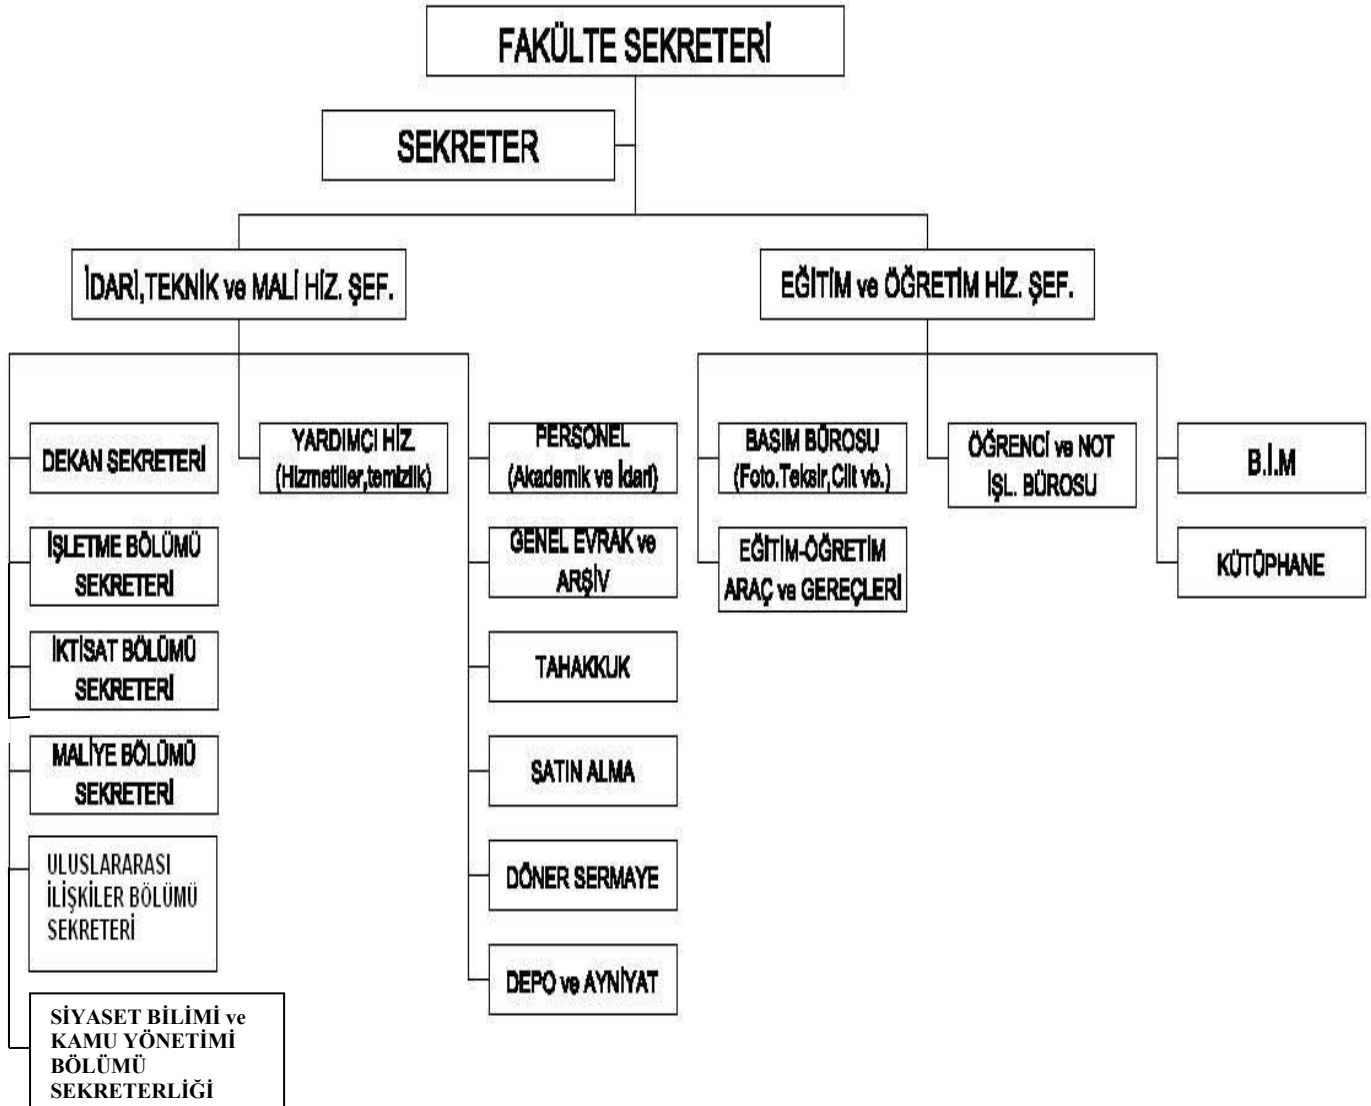 FAKÜLTE SEKRETERİ
SEKRETER
İDARİ,TEKNİK ve MALİ HİZ. ŞEF.
EĞİTİM ve ÖĞRETİM HİZ. ŞEF.
DEKAN SEKRETERİ
İŞLETME BÖLÜMÜ
SEKRETERİ
İKTİSAT BÖLÜMÜ
SEKRETERİ
MALİYE BÖLÜMÜ
SEKRETERİ
ULUSLARARASI
İLİŞKİLER BÖLÜMÜ
SEKRETERİ
SİYASET BİLİMİ ve
KAMU YÖNETİMİ
BÖLÜMÜ
SEKRETERLİĞİ
YARDIMCI HİZ.
(Hizmetliler,temizlik)
PERSONEL
(Akademik ve İdari)
GENEL EVRAK ve
ARŞİV
TAHAKKUK
SATIN ALMA
DÖNER SERMAYE
DEPO ve AYNİYAT
BASIM BÜROSU
(Foto.Teksir,Cilt vb.)
EĞİTİM-ÖĞRETİM
ARAÇ ve GEREÇLERİ
ÖĞRENCİ ve NOT
İŞL. BÜROSU
B.İ.M
KÜTÜPHANE